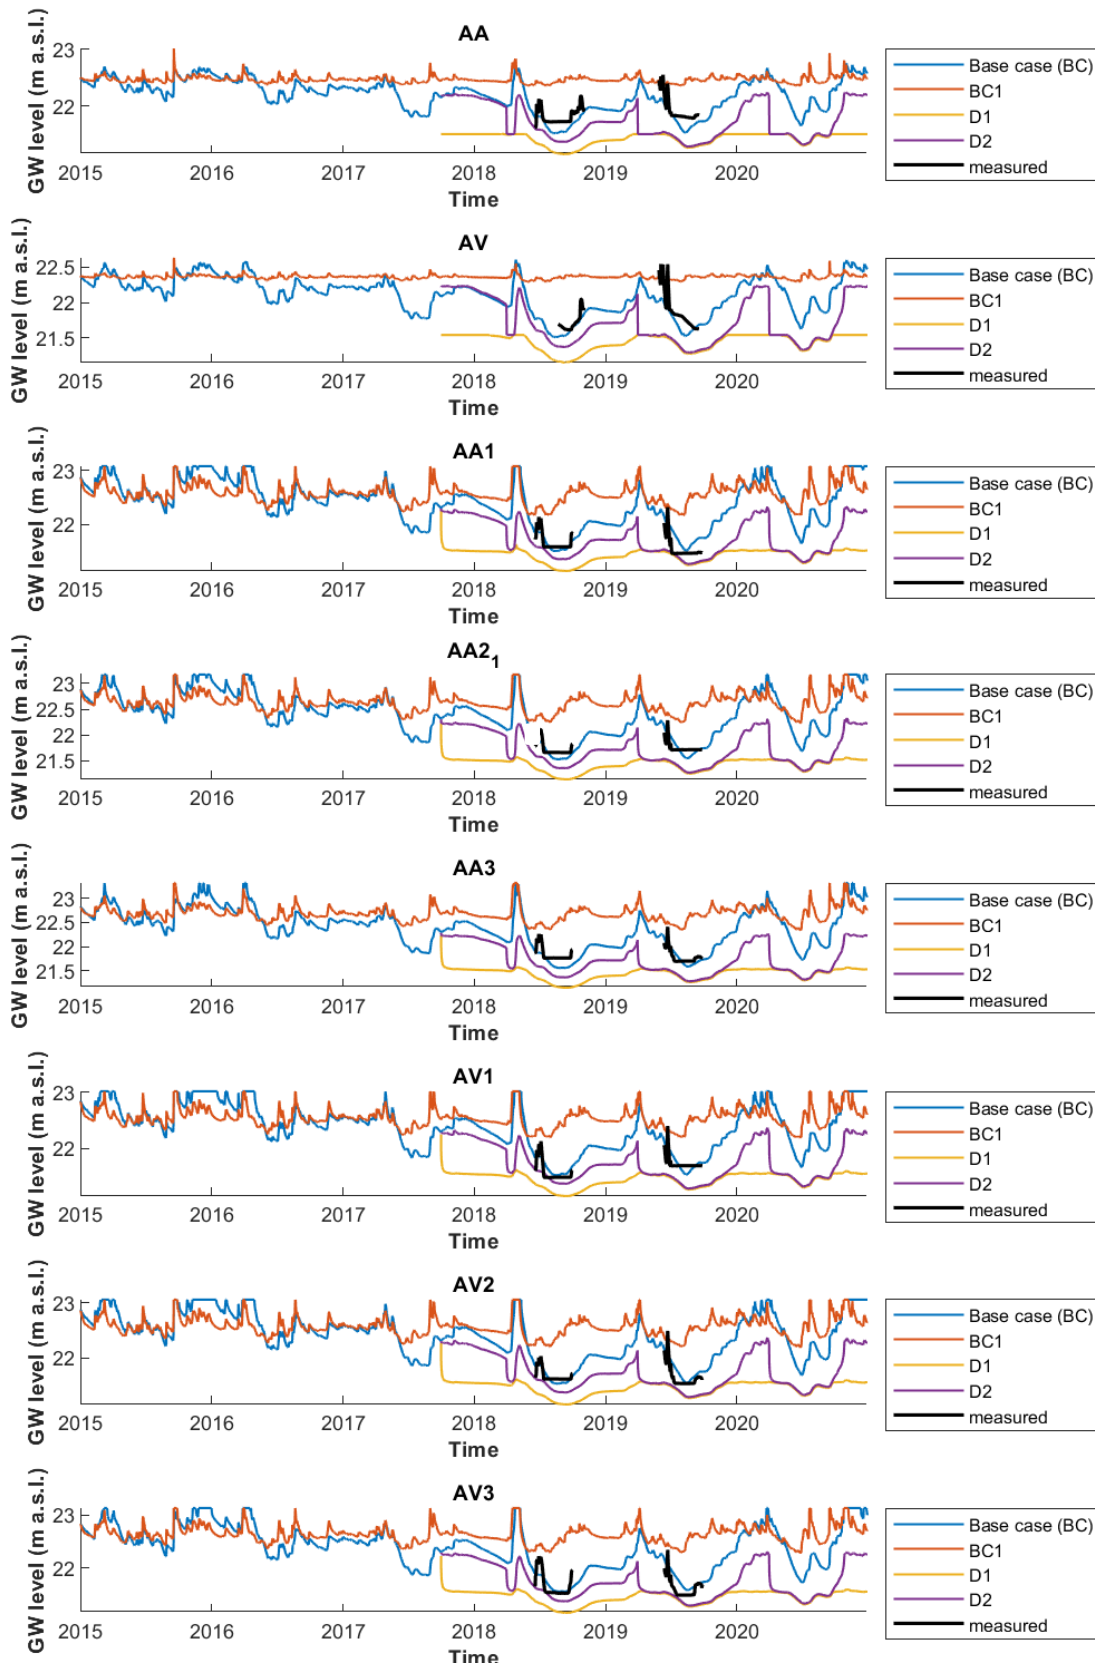 AA
GW level (m a.s.l.)
23
22
2015 2016 2017 2018 2019 2020
Time
Base case (BC)
BC1
D1
D2
measured
AV
GW level (m a.s.l.)
22.5
22
21.5
2015 2016 2017 2018 2019 2020
Time
Base case (BC)
BC1
D1
D2
measured
AA1
GW level (m a.s.l.)
23
22
2015 2016 2017 2018 2019 2020
Time
Base case (BC)
BC1
D1
D2
measured
AA2₁
GW level (m a.s.l.)
23
22.5
22
21.5
2015 2016 2017 2018 2019 2020
Time
Base case (BC)
BC1
D1
D2
measured
AA3
GW level (m a.s.l.)
23
22.5
22
21.5
2015 2016 2017 2018 2019 2020
Time
Base case (BC)
BC1
D1
D2
measured
AV1
GW level (m a.s.l.)
23
22
2015 2016 2017 2018 2019 2020
Time
Base case (BC)
BC1
D1
D2
measured
AV2
GW level (m a.s.l.)
23
22
2015 2016 2017 2018 2019 2020
Time
Base case (BC)
BC1
D1
D2
measured
AV3
GW level (m a.s.l.)
23
22
2015 2016 2017 2018 2019 2020
Time
Base case (BC)
BC1
D1
D2
measured